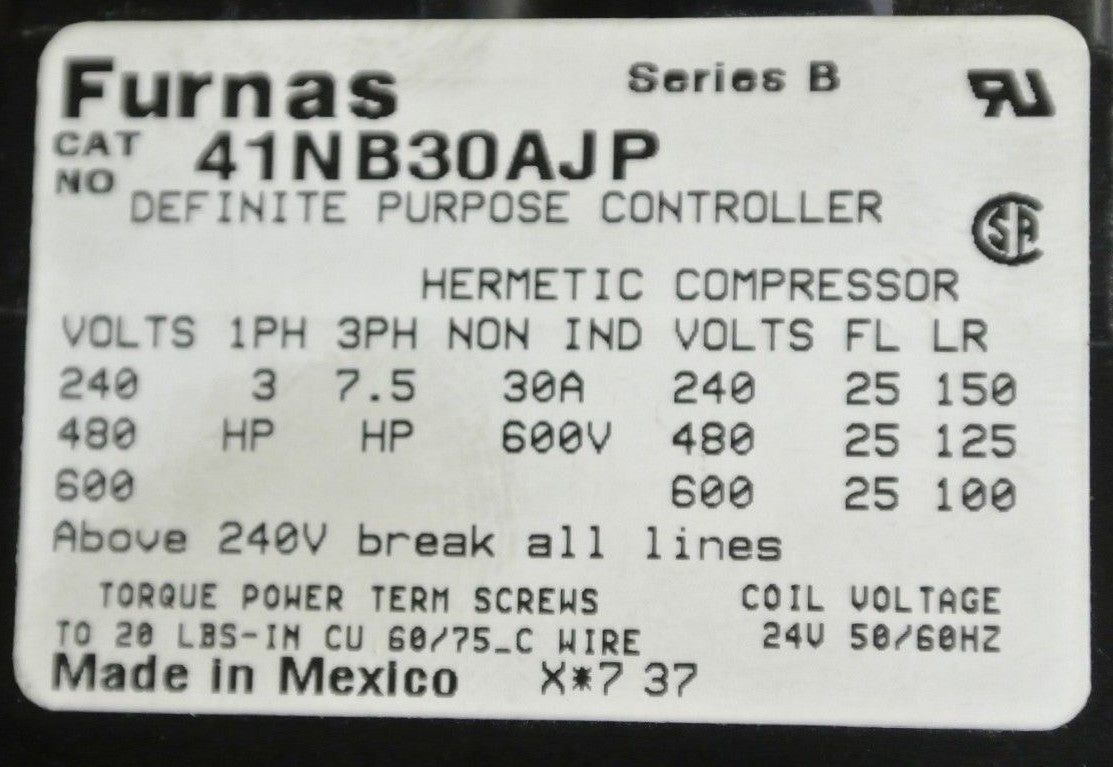 Furnas Series B RU
CAT NO 41NB30AJP
DEFINITE PURPOSE CONTROLLER
SA
HERMETIC COMPRESSOR
VOLTS 1PH 3PH NON IND VOLTS FL LR
240 3 7.5 30A 240 25 150
480 HP HP 600V 480 25 125
600 600 25 100
Above 240V break all lines
TORQUE POWER TERM SCREWS COIL VOLTAGE
TO 20 LBS-IN CU 60/75_C WIRE 24V 50/60HZ
Made in Mexico X*7 37